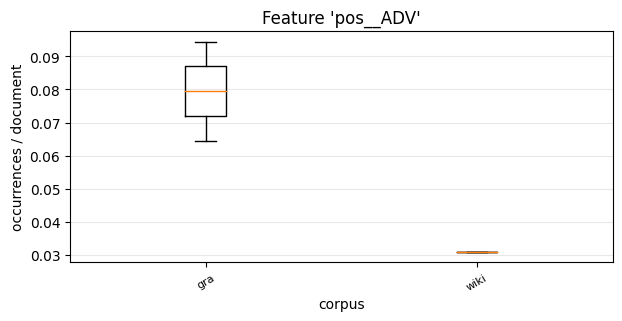 Feature 'pos__ADV'
occurrences / document
0.09
0.08
0.07
0.06
0.05
0.04
0.03
gra
wiki
corpus